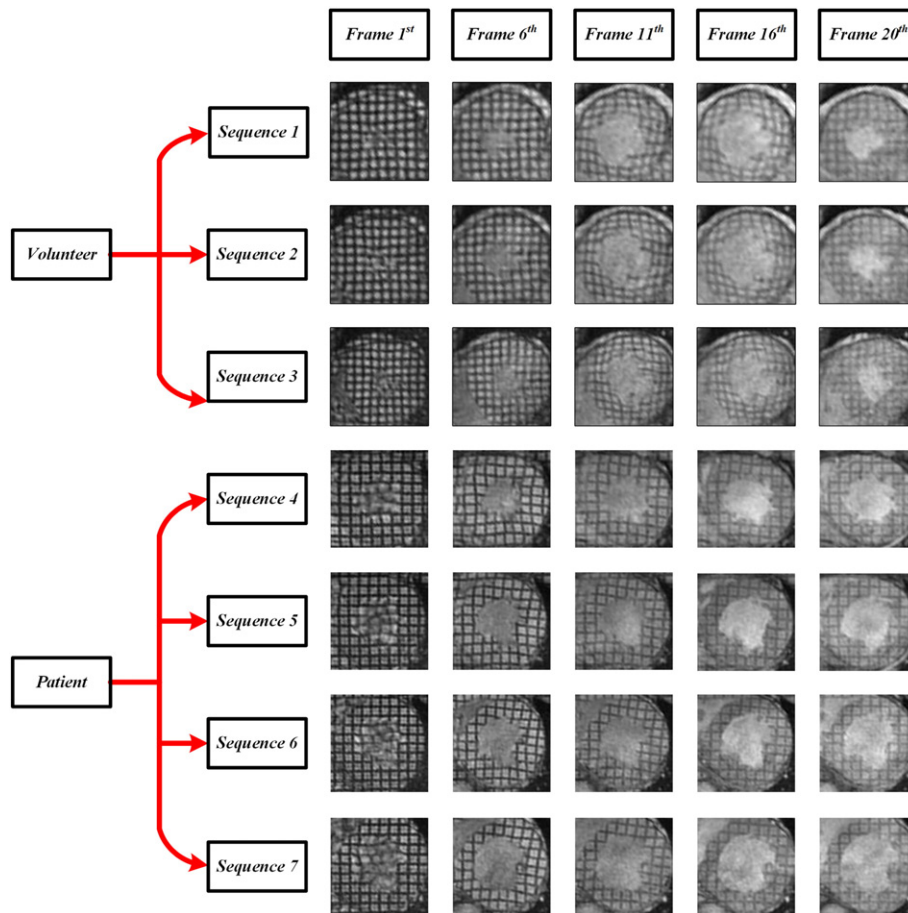 Frame 1st Frame 6th Frame 11th Frame 16th Frame 20th
Sequence 1
Volunteer
Sequence 2
Sequence 3
Sequence 4
Sequence 5
Patient
Sequence 6
Sequence 7